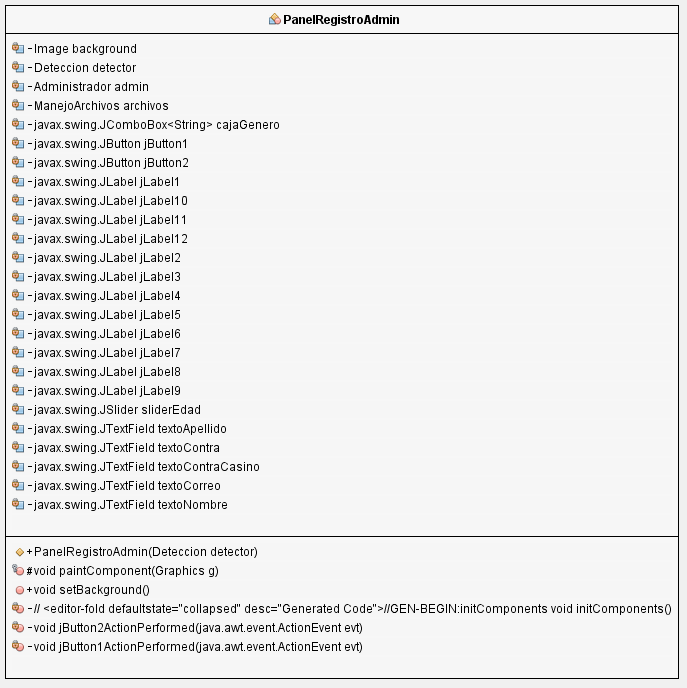 PanelRegistroAdmin
-Image background
-Deteccion detector
-Administrador admin
-ManejoArchivos archivos
-javax.swing.JComboBox<String> cajaGenero
-javax.swing.JButton jButton1
-javax.swing.JButton jButton2
-javax.swing.JLabel jLabel1
-javax.swing.JLabel jLabel10
-javax.swing.JLabel jLabel11
-javax.swing.JLabel jLabel12
-javax.swing.JLabel jLabel2
-javax.swing.JLabel jLabel3
-javax.swing.JLabel jLabel4
-javax.swing.JLabel jLabel5
-javax.swing.JLabel jLabel6
-javax.swing.JLabel jLabel7
-javax.swing.JLabel jLabel8
-javax.swing.JLabel jLabel9
-javax.swing.JSlider sliderEdad
-javax.swing.JTextField textoApellido
-javax.swing.JTextField textoContra
-javax.swing.JTextField textoContraCasino
-javax.swing.JTextField textoCorreo
-javax.swing.JTextField textoNombre
+PanelRegistroAdmin(Deteccion detector)
#void paintComponent(Graphics g)
+void setBackground()
-// <editor-fold defaultstate="collapsed" desc="Generated Code">//GEN-BEGIN:initComponents void initComponents()
-void jButton2ActionPerformed(java.awt.event.ActionEvent evt)
-void jButton1ActionPerformed(java.awt.event.ActionEvent evt)